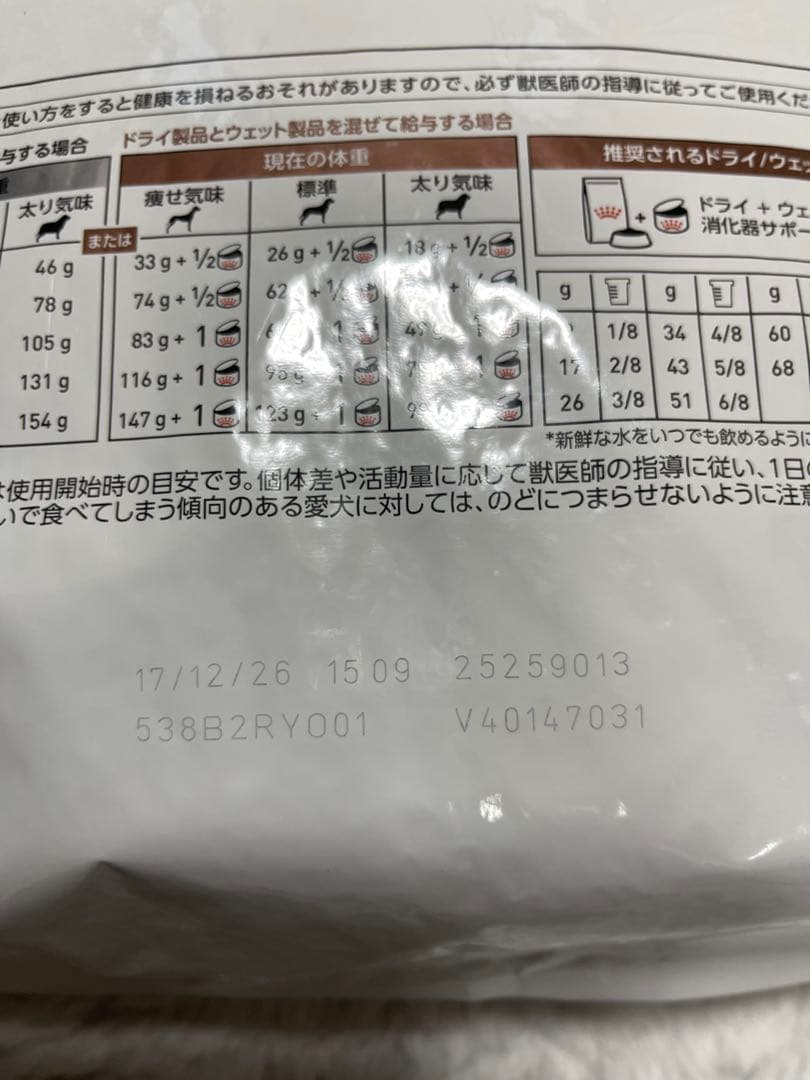 使い方をすると健康を損ねるおそれがありますので、必ず獣医師の指導に従ってご使用くだ
与する場合
ドライ製品とウェット製品を混ぜて給与する場合
重
現在の体重
太り気味
痩せ気味
標準
太り気味
または
46 g
33 g + 1/2
26 g + 1/2
18 g + 1/2
78 g
74 g + 1/2
105 g
83 g + 1
131 g
116 g + 1
154 g
147 g + 1
123 g + 1
推奨されるドライ/ウェッ
ドライ + ウェ
消化器サポー
g g g
1/8 34 4/8 60
17 2/8 43 5/8 68
26 3/8 51 6/8
*新鮮な水をいつでも飲めるように
は使用開始時の目安です。個体差や活動量に応じて獣医師の指導に従い、1日の
いで食べてしまう傾向のある愛犬に対しては、のどにつまらせないように注意
17/12/26 15 09 25259013
538B2RYO01 V40147031